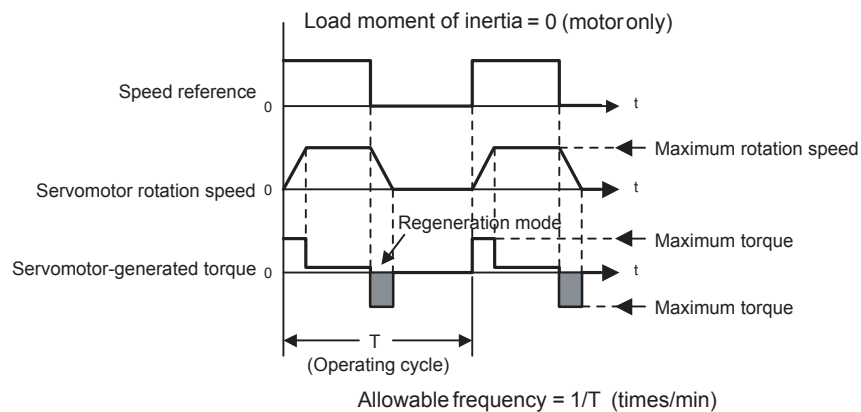 Load moment of inertia = 0 (motor only)
Speed reference
0
t
Maximum rotation speed
Servomotor rotation speed
0
t
Regeneration mode
Maximum torque
Servomotor-generated torque
0
t
Maximum torque
T
(Operating cycle)
Allowable frequency = 1/T (times/min)